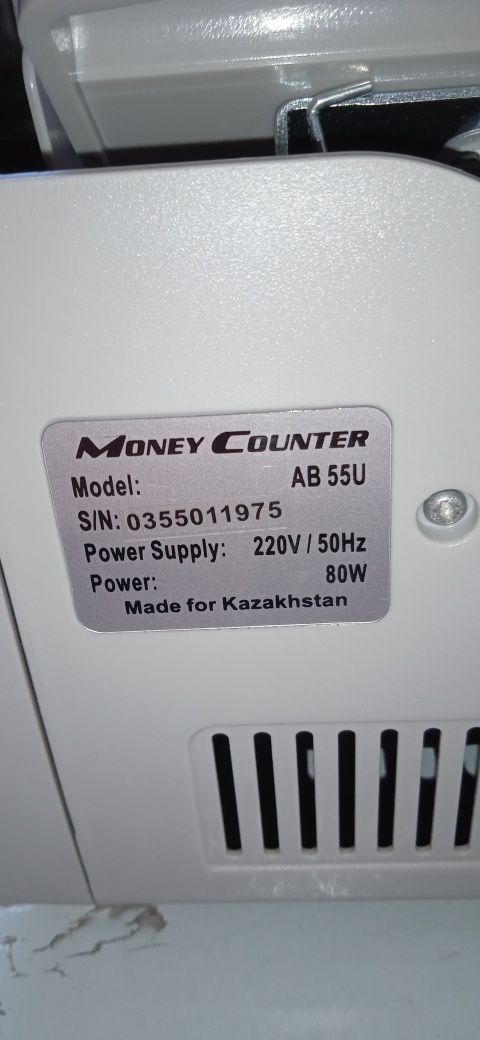 MONEY COUNTER
Model: AB 55U
S/N: 0355011975
Power Supply: 220V / 50Hz
Power: 80W
Made for Kazakhstan